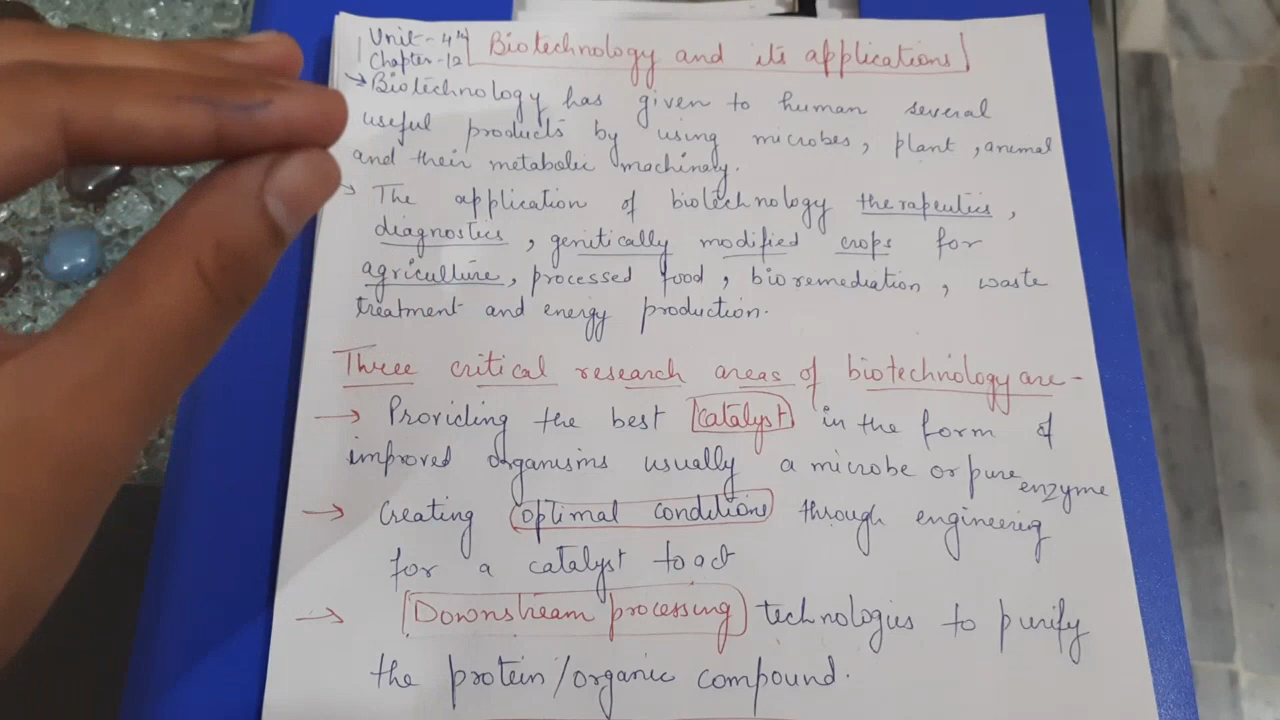 Unit-4th
Chapter-12
Biotechnology and its applications
→ Biotechnology has given to human several
useful products by using microbes, plant, animal
and their metabolic machinary.
→ The application of biotechnology therapeutics,
diagnostics, genitically modified crops for
agriculture, processed food, bioremediation, waste
treatment and energy production.
Three critical research areas of biotechnology are-
→ Providing the best catalyst in the form of
improved organisms usually a microbe or pure
enzyme
→ Creating optimal conditions through engineering
for a catalyst to act
→ Downstream processing technologies to purify
the protein/organic compound.